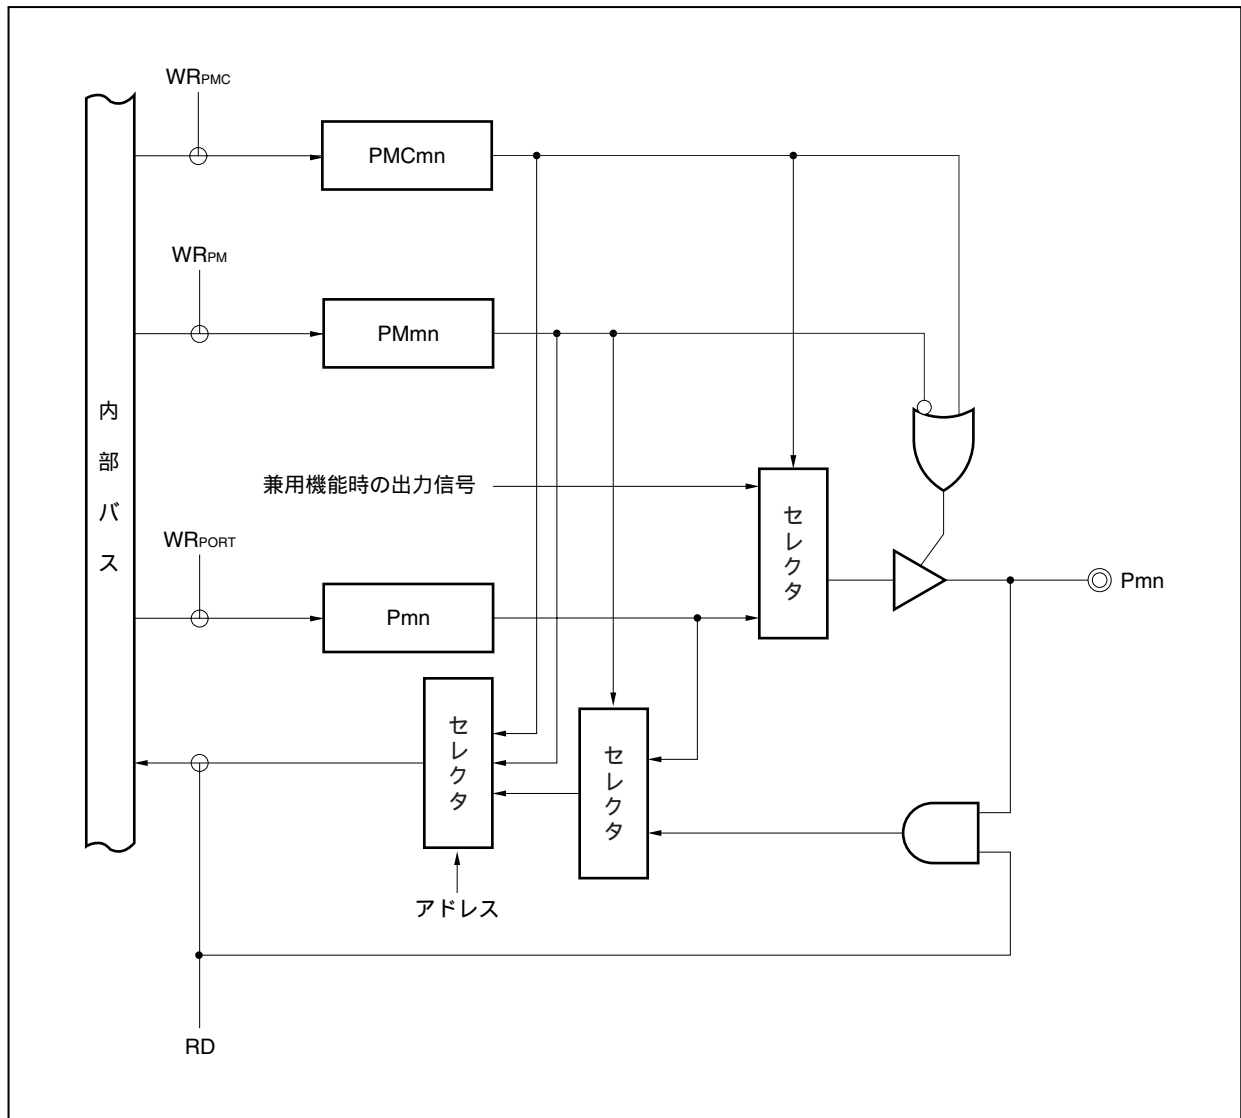 WRPMC
PMCmn
WRPM
PMmn
内部バス
兼用機能時の出力信号
セレクタ
WRPORT
Pmn
Pmn
セレクタ
セレクタ
アドレス
RD